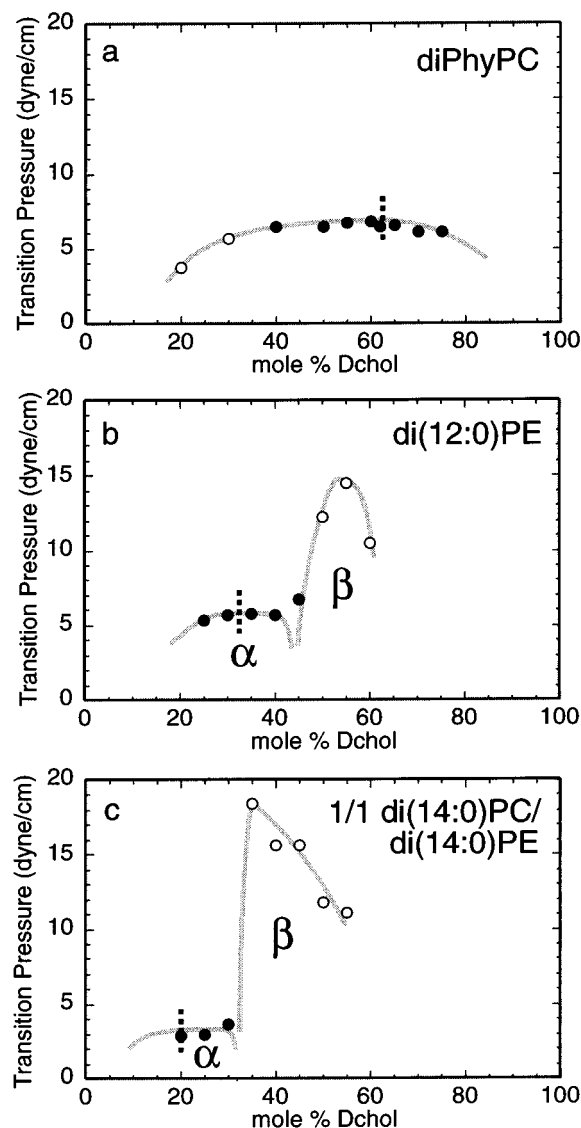 a
diPhyPC
Transition Pressure (dyne/cm)
20
15
10
5
0
0 20 40 60 80 100
mole % Dchol
b
di(12:0)PE
Transition Pressure (dyne/cm)
20
15
10
5
0
α
β
0 20 40 60 80 100
mole % Dchol
c
1/1 di(14:0)PC/
di(14:0)PE
Transition Pressure (dyne/cm)
20
15
10
5
0
β
α
0 20 40 60 80 100
mole % Dchol